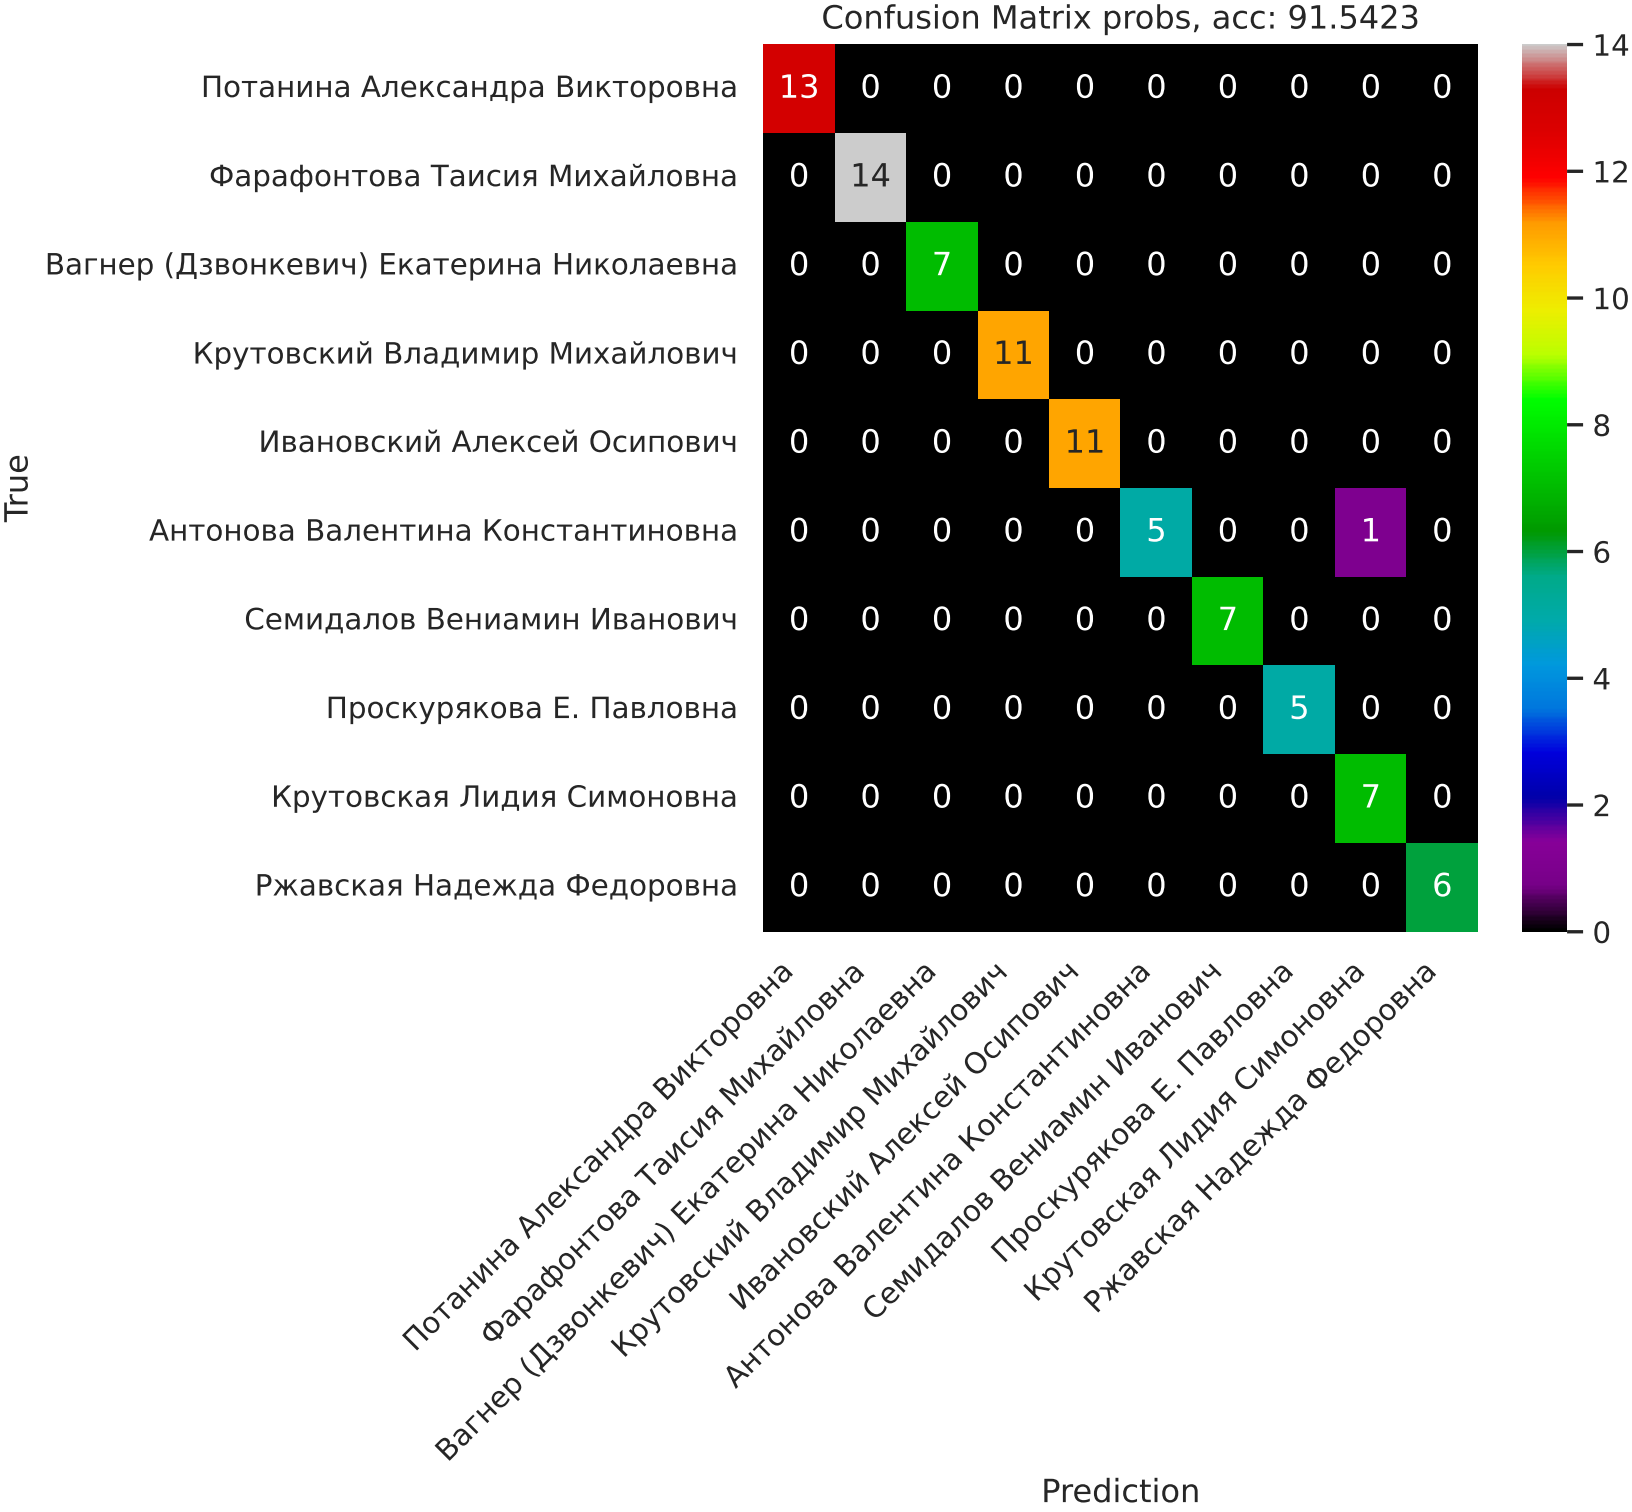 Confusion Matrix probs, acc: 91.5423
Потанина Александра Викторовна 13 0 0 0 0 0 0 0 0 0
Фарафонтова Таисия Михайловна 0 14 0 0 0 0 0 0 0 0
Вагнер (Дзвонкевич) Екатерина Николаевна 0 0 7 0 0 0 0 0 0 0
Крутовский Владимир Михайлович 0 0 0 11 0 0 0 0 0 0
Ивановский Алексей Осипович 0 0 0 0 11 0 0 0 0 0
Антонова Валентина Константиновна 0 0 0 0 0 5 0 0 1 0
Семидалов Вениамин Иванович 0 0 0 0 0 0 7 0 0 0
Проскурякова Е. Павловна 0 0 0 0 0 0 0 5 0 0
Крутовская Лидия Симоновна 0 0 0 0 0 0 0 0 7 0
Ржавская Надежда Федоровна 0 0 0 0 0 0 0 0 0 6
True
14
12
10
8
6
4
2
0
Потанина Александра Викторовна
Фарафонтова Таисия Михайловна
Вагнер (Дзвонкевич) Екатерина Николаевна
Крутовский Владимир Михайлович
Ивановский Алексей Осипович
Антонова Валентина Константиновна
Семидалов Вениамин Иванович
Проскурякова Е. Павловна
Крутовская Лидия Симоновна
Ржавская Надежда Федоровна
Prediction